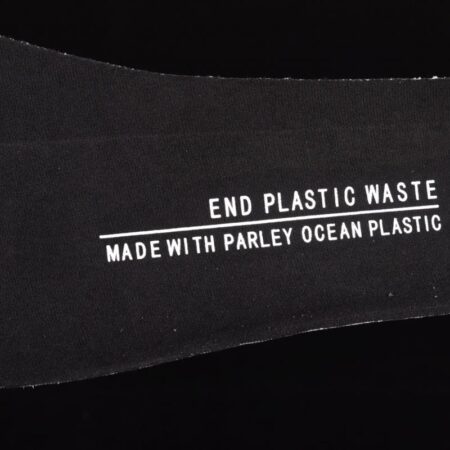 END PLASTIC WASTE
MADE WITH PARLEY OCEAN PLASTIC